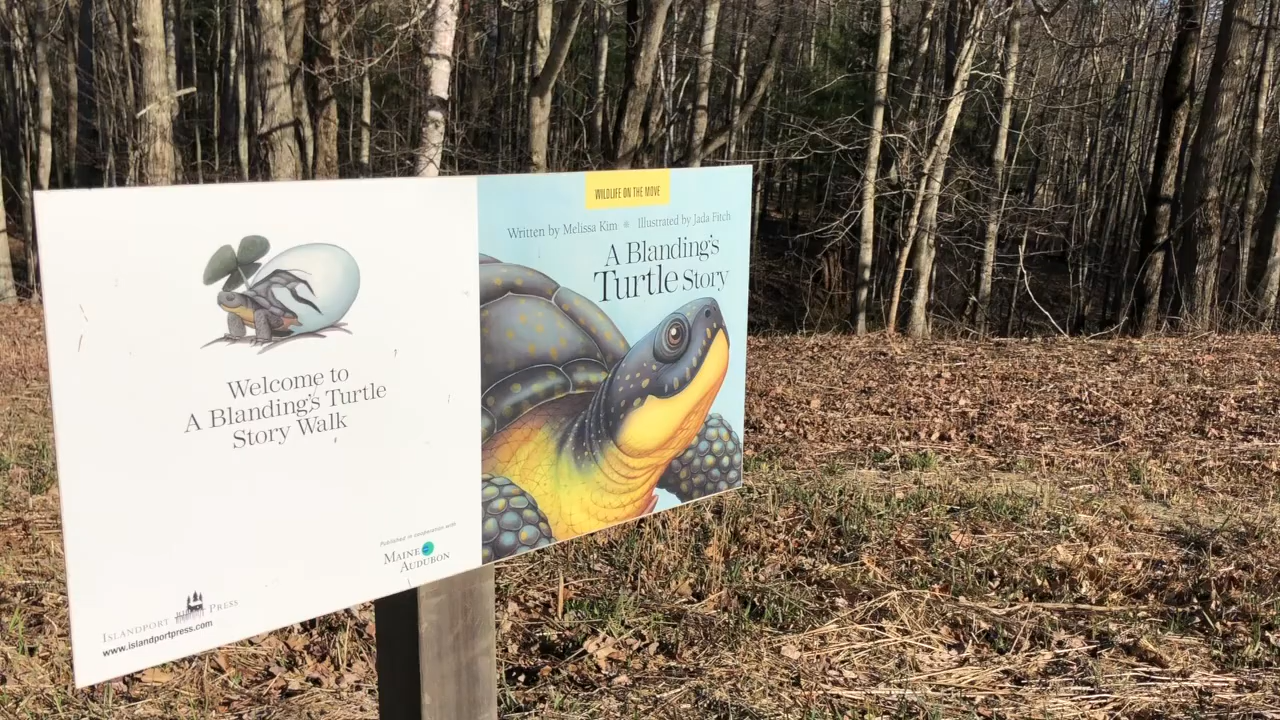 Welcome to
A Blanding's Turtle
Story Walk
Published in cooperation with
MAINE
AUDUBON
ISLANDPORT PRESS
www.islandportpress.com
WILDLIFE ON THE MOVE
Written by Melissa Kim Illustrated by Jada Fitch
A Blanding's
Turtle Story